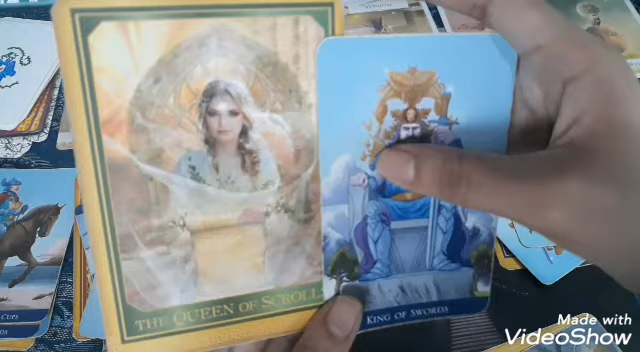 THE QUEEN OF SCROLLS
KING OF SWORDS
CUPS
Made with
VideoShow